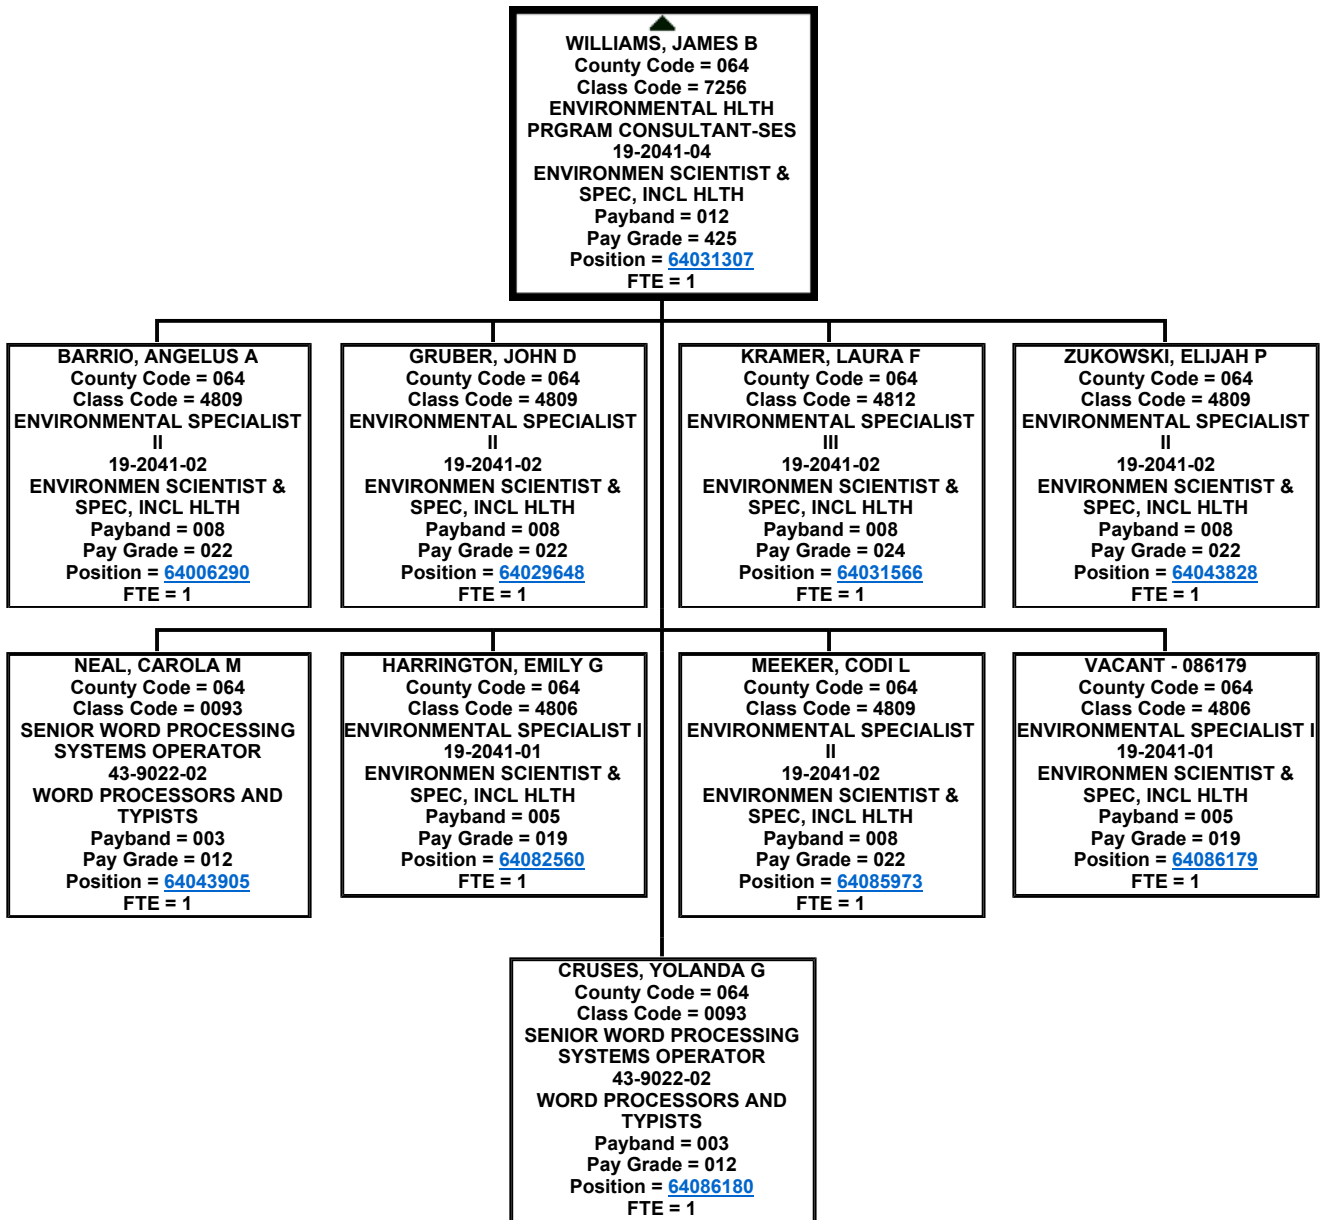 WILLIAMS, JAMES B
County Code = 064
Class Code = 7256
ENVIRONMENTAL HLTH
PRGRAM CONSULTANT-SES
19-2041-04
ENVIRONMEN SCIENTIST &
SPEC, INCL HLTH
Payband = 012
Pay Grade = 425
Position = 64031307
FTE = 1
BARRIO, ANGELUS A
County Code = 064
Class Code = 4809
ENVIRONMENTAL SPECIALIST
II
19-2041-02
ENVIRONMEN SCIENTIST &
SPEC, INCL HLTH
Payband = 008
Pay Grade = 022
Position = 64006290
FTE = 1
GRUBER, JOHN D
County Code = 064
Class Code = 4809
ENVIRONMENTAL SPECIALIST
II
19-2041-02
ENVIRONMEN SCIENTIST &
SPEC, INCL HLTH
Payband = 008
Pay Grade = 022
Position = 64029648
FTE = 1
KRAMER, LAURA F
County Code = 064
Class Code = 4812
ENVIRONMENTAL SPECIALIST
III
19-2041-02
ENVIRONMEN SCIENTIST &
SPEC, INCL HLTH
Payband = 008
Pay Grade = 024
Position = 64031566
FTE = 1
ZUKOWSKI, ELIJAH P
County Code = 064
Class Code = 4809
ENVIRONMENTAL SPECIALIST
II
19-2041-02
ENVIRONMEN SCIENTIST &
SPEC, INCL HLTH
Payband = 008
Pay Grade = 022
Position = 64043828
FTE = 1
NEAL, CAROLA M
County Code = 064
Class Code = 0093
SENIOR WORD PROCESSING
SYSTEMS OPERATOR
43-9022-02
WORD PROCESSORS AND
TYPISTS
Payband = 003
Pay Grade = 012
Position = 64043905
FTE = 1
HARRINGTON, EMILY G
County Code = 064
Class Code = 4806
ENVIRONMENTAL SPECIALIST I
19-2041-01
ENVIRONMEN SCIENTIST &
SPEC, INCL HLTH
Payband = 005
Pay Grade = 019
Position = 64082560
FTE = 1
MEEKER, CODI L
County Code = 064
Class Code = 4809
ENVIRONMENTAL SPECIALIST
II
19-2041-02
ENVIRONMEN SCIENTIST &
SPEC, INCL HLTH
Payband = 008
Pay Grade = 022
Position = 64085973
FTE = 1
VACANT - 086179
County Code = 064
Class Code = 4806
ENVIRONMENTAL SPECIALIST I
19-2041-01
ENVIRONMEN SCIENTIST &
SPEC, INCL HLTH
Payband = 005
Pay Grade = 019
Position = 64086179
FTE = 1
CRUSES, YOLANDA G
County Code = 064
Class Code = 0093
SENIOR WORD PROCESSING
SYSTEMS OPERATOR
43-9022-02
WORD PROCESSORS AND
TYPISTS
Payband = 003
Pay Grade = 012
Position = 64086180
FTE = 1